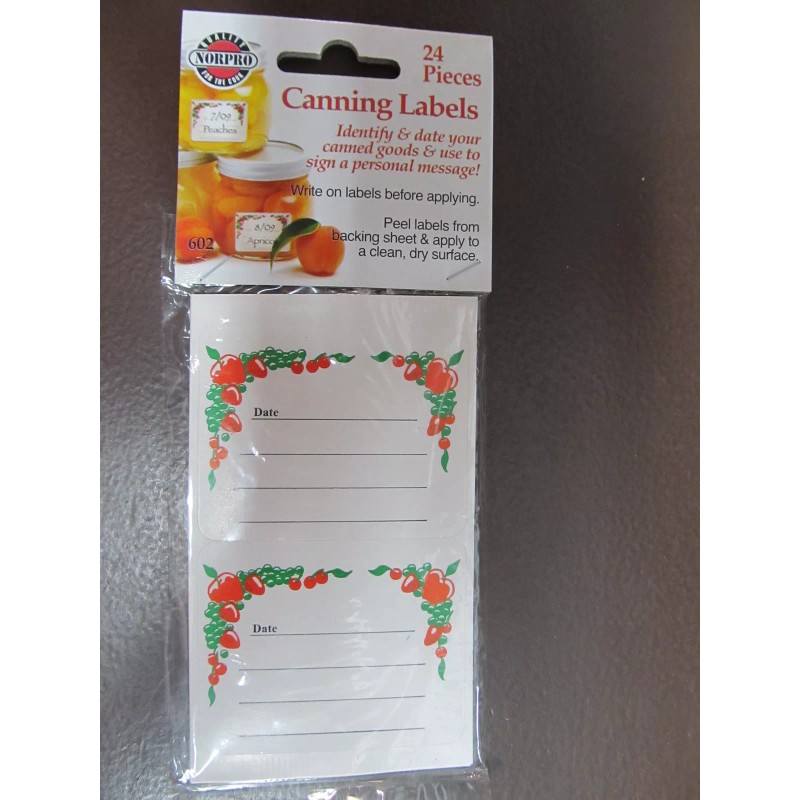 QUALITY
NORPRO
FOR THE COOK
24
Pieces
Canning Labels
Identify & date your
canned goods & use to
sign a personal message!
Write on labels before applying.
Peel labels from
backing sheet & apply to
a clean, dry surface.
7/09
Peaches
8/09
602
Date
Date